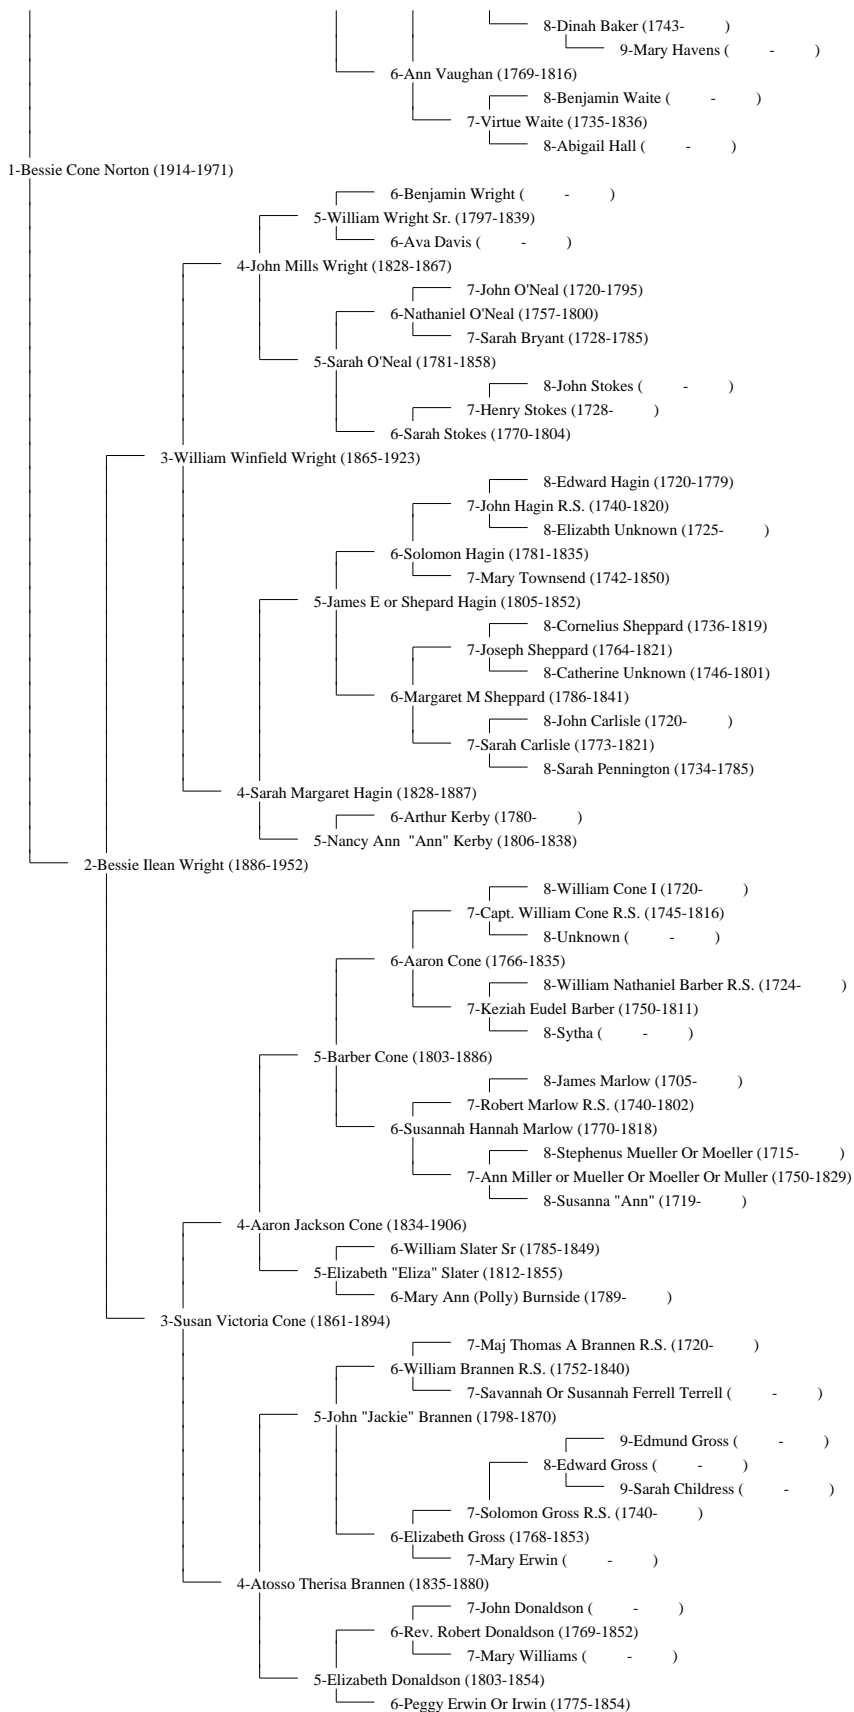 8-Dinah Baker (1743- )
9-Mary Havens ( - )
6-Ann Vaughan (1769-1816)
8-Benjamin Waite ( - )
7-Virtue Waite (1735-1836)
8-Abigail Hall ( - )
1-Bessie Cone Norton (1914-1971)
6-Benjamin Wright ( - )
5-William Wright Sr. (1797-1839)
6-Ava Davis ( - )
4-John Mills Wright (1828-1867)
7-John O'Neal (1720-1795)
6-Nathaniel O'Neal (1757-1800)
7-Sarah Bryant (1728-1785)
5-Sarah O'Neal (1781-1858)
8-John Stokes ( - )
7-Henry Stokes (1728- )
6-Sarah Stokes (1770-1804)
3-William Winfield Wright (1865-1923)
8-Edward Hagin (1720-1779)
7-John Hagin R.S. (1740-1820)
8-Elizabth Unknown (1725- )
6-Solomon Hagin (1781-1835)
7-Mary Townsend (1742-1850)
5-James E or Shepard Hagin (1805-1852)
8-Cornelius Sheppard (1736-1819)
7-Joseph Sheppard (1764-1821)
8-Catherine Unknown (1746-1801)
6-Margaret M Sheppard (1786-1841)
8-John Carlisle (1720- )
7-Sarah Carlisle (1773-1821)
8-Sarah Pennington (1734-1785)
4-Sarah Margaret Hagin (1828-1887)
6-Arthur Kerby (1780- )
5-Nancy Ann "Ann" Kerby (1806-1838)
2-Bessie Ilean Wright (1886-1952)
8-William Cone I (1720- )
7-Capt. William Cone R.S. (1745-1816)
8-Unknown ( - )
6-Aaron Cone (1766-1835)
8-William Nathaniel Barber R.S. (1724- )
7-Keziah Eudel Barber (1750-1811)
8-Sytha ( - )
5-Barber Cone (1803-1886)
8-James Marlow (1705- )
7-Robert Marlow R.S. (1740-1802)
6-Susannah Hannah Marlow (1770-1818)
8-Stephenus Mueller Or Moeller (1715- )
7-Ann Miller or Mueller Or Moeller Or Muller (1750-1829)
8-Susanna "Ann" (1719- )
4-Aaron Jackson Cone (1834-1906)
6-William Slater Sr (1785-1849)
5-Elizabeth "Eliza" Slater (1812-1855)
6-Mary Ann (Polly) Burnside (1789- )
3-Susan Victoria Cone (1861-1894)
7-Maj Thomas A Brannen R.S. (1720- )
6-William Brannen R.S. (1752-1840)
7-Savannah Or Susannah Ferrell Terrell ( - )
5-John "Jackie" Brannen (1798-1870)
9-Edmund Gross ( - )
8-Edward Gross ( - )
9-Sarah Childress ( - )
7-Solomon Gross R.S. (1740- )
6-Elizabeth Gross (1768-1853)
7-Mary Erwin ( - )
4-Atosso Therisa Brannen (1835-1880)
7-John Donaldson ( - )
6-Rev. Robert Donaldson (1769-1852)
7-Mary Williams ( - )
5-Elizabeth Donaldson (1803-1854)
6-Peggy Erwin Or Irwin (1775-1854)